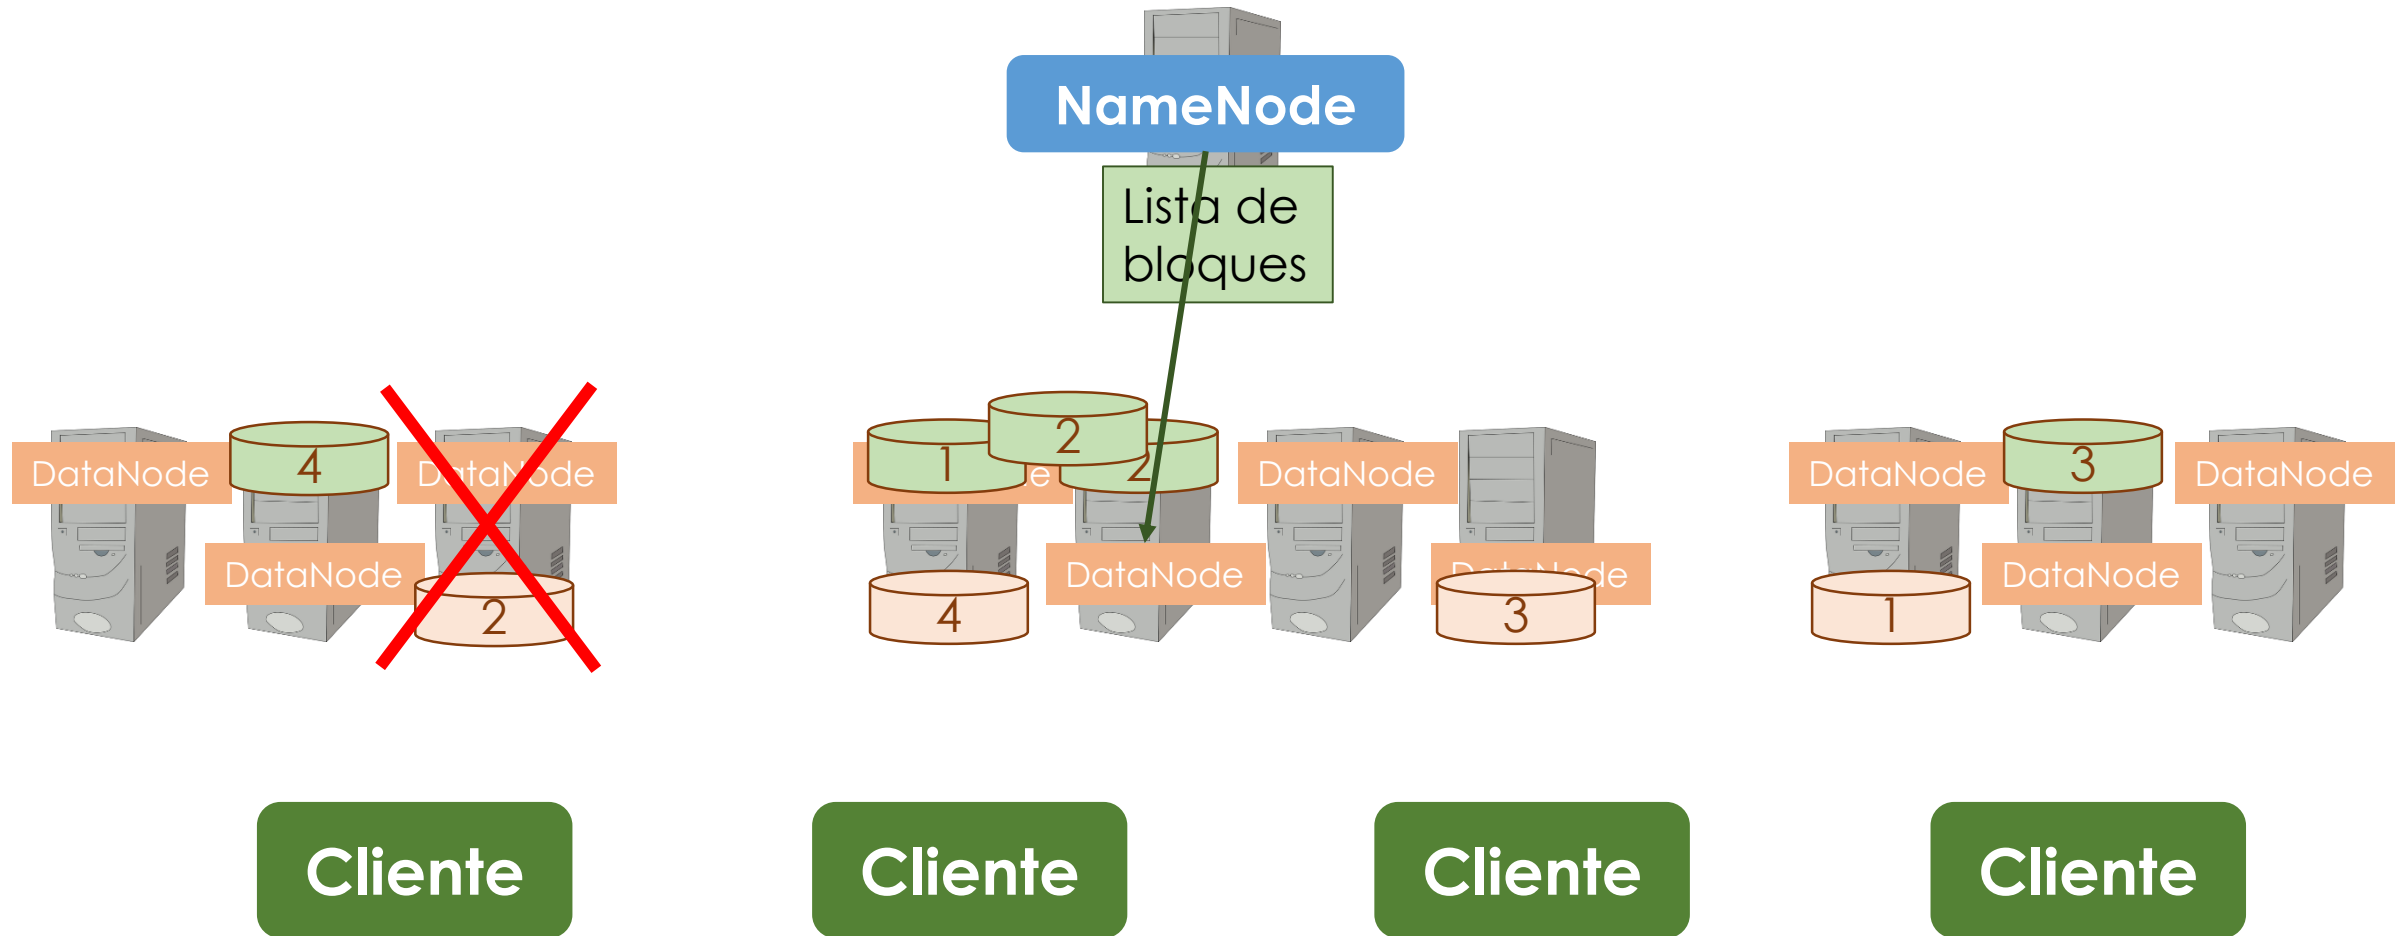 NameNode
Lista de
bloques
2
4
1
2
3
DataNode
DataNode
DataNode
DataNode
DataNode
DataNode
DataNode
DataNode
DataNode
2
4
3
1
Cliente
Cliente
Cliente
Cliente